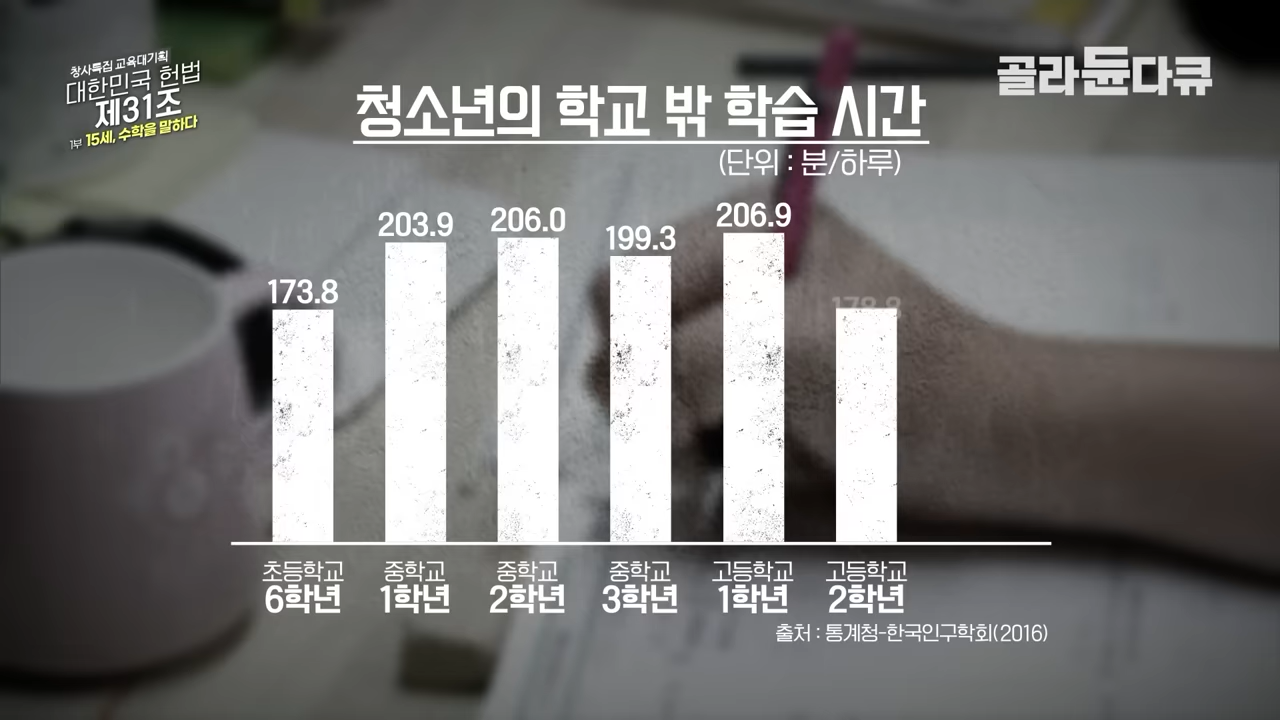 창사특집 교육대기획
대한민국 헌법
제31조
1부 15세, 수학을 말하다
골라듄다큐
청소년의 학교 밖 학습 시간
(단위 : 분/하루)
173.8
203.9
206.0
199.3
206.9
178.8
초등학교
6학년
중학교
1학년
중학교
2학년
중학교
3학년
고등학교
1학년
고등학교
2학년
출처 : 통계청-한국인구학회(2016)